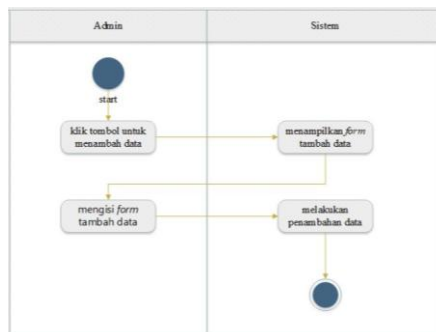 Admin
Sistem
start
klik tombol untuk
menambah data
menampilkan form
tambah data
mengisi form
tambah data
melakukan
penambahan data